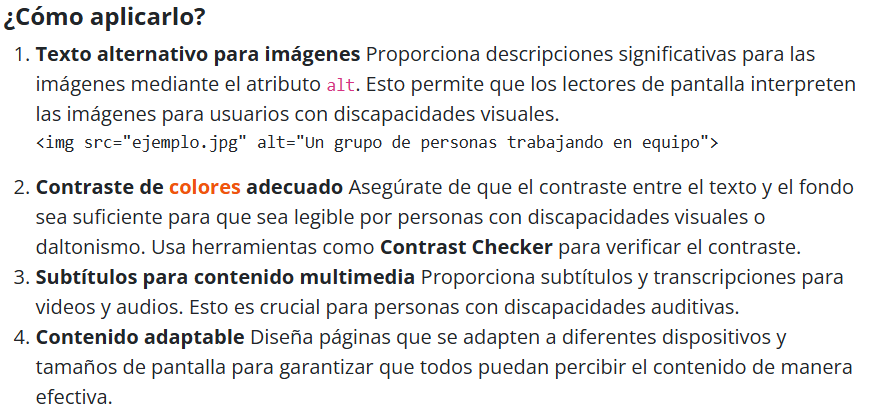 ¿Cómo aplicarlo?
1. Texto alternativo para imágenes Proporciona descripciones significativas para las
imágenes mediante el atributo alt. Esto permite que los lectores de pantalla interpreten
las imágenes para usuarios con discapacidades visuales.
<img src="ejemplo.jpg" alt="Un grupo de personas trabajando en equipo">
2. Contraste de colores adecuado Asegúrate de que el contraste entre el texto y el fondo
sea suficiente para que sea legible por personas con discapacidades visuales o
daltonismo. Usa herramientas como Contrast Checker para verificar el contraste.
3. Subtítulos para contenido multimedia Proporciona subtítulos y transcripciones para
videos y audios. Esto es crucial para personas con discapacidades auditivas.
4. Contenido adaptable Diseña páginas que se adapten a diferentes dispositivos y
tamaños de pantalla para garantizar que todos puedan percibir el contenido de manera
efectiva.